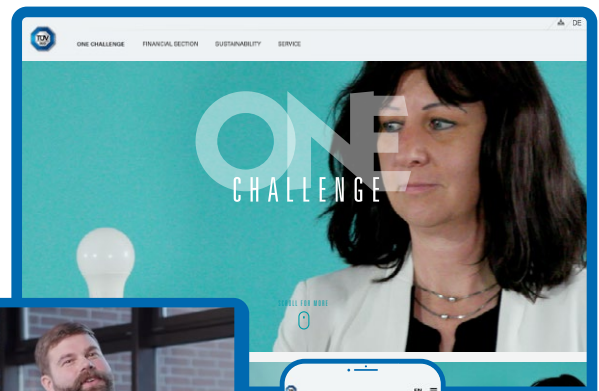 DE
TÜV
ONE CHALLENGE FINANCIAL SECTION SUSTAINABILITY SERVICE
ONE
CHALLENGE
SCROLL FOR MORE
EN